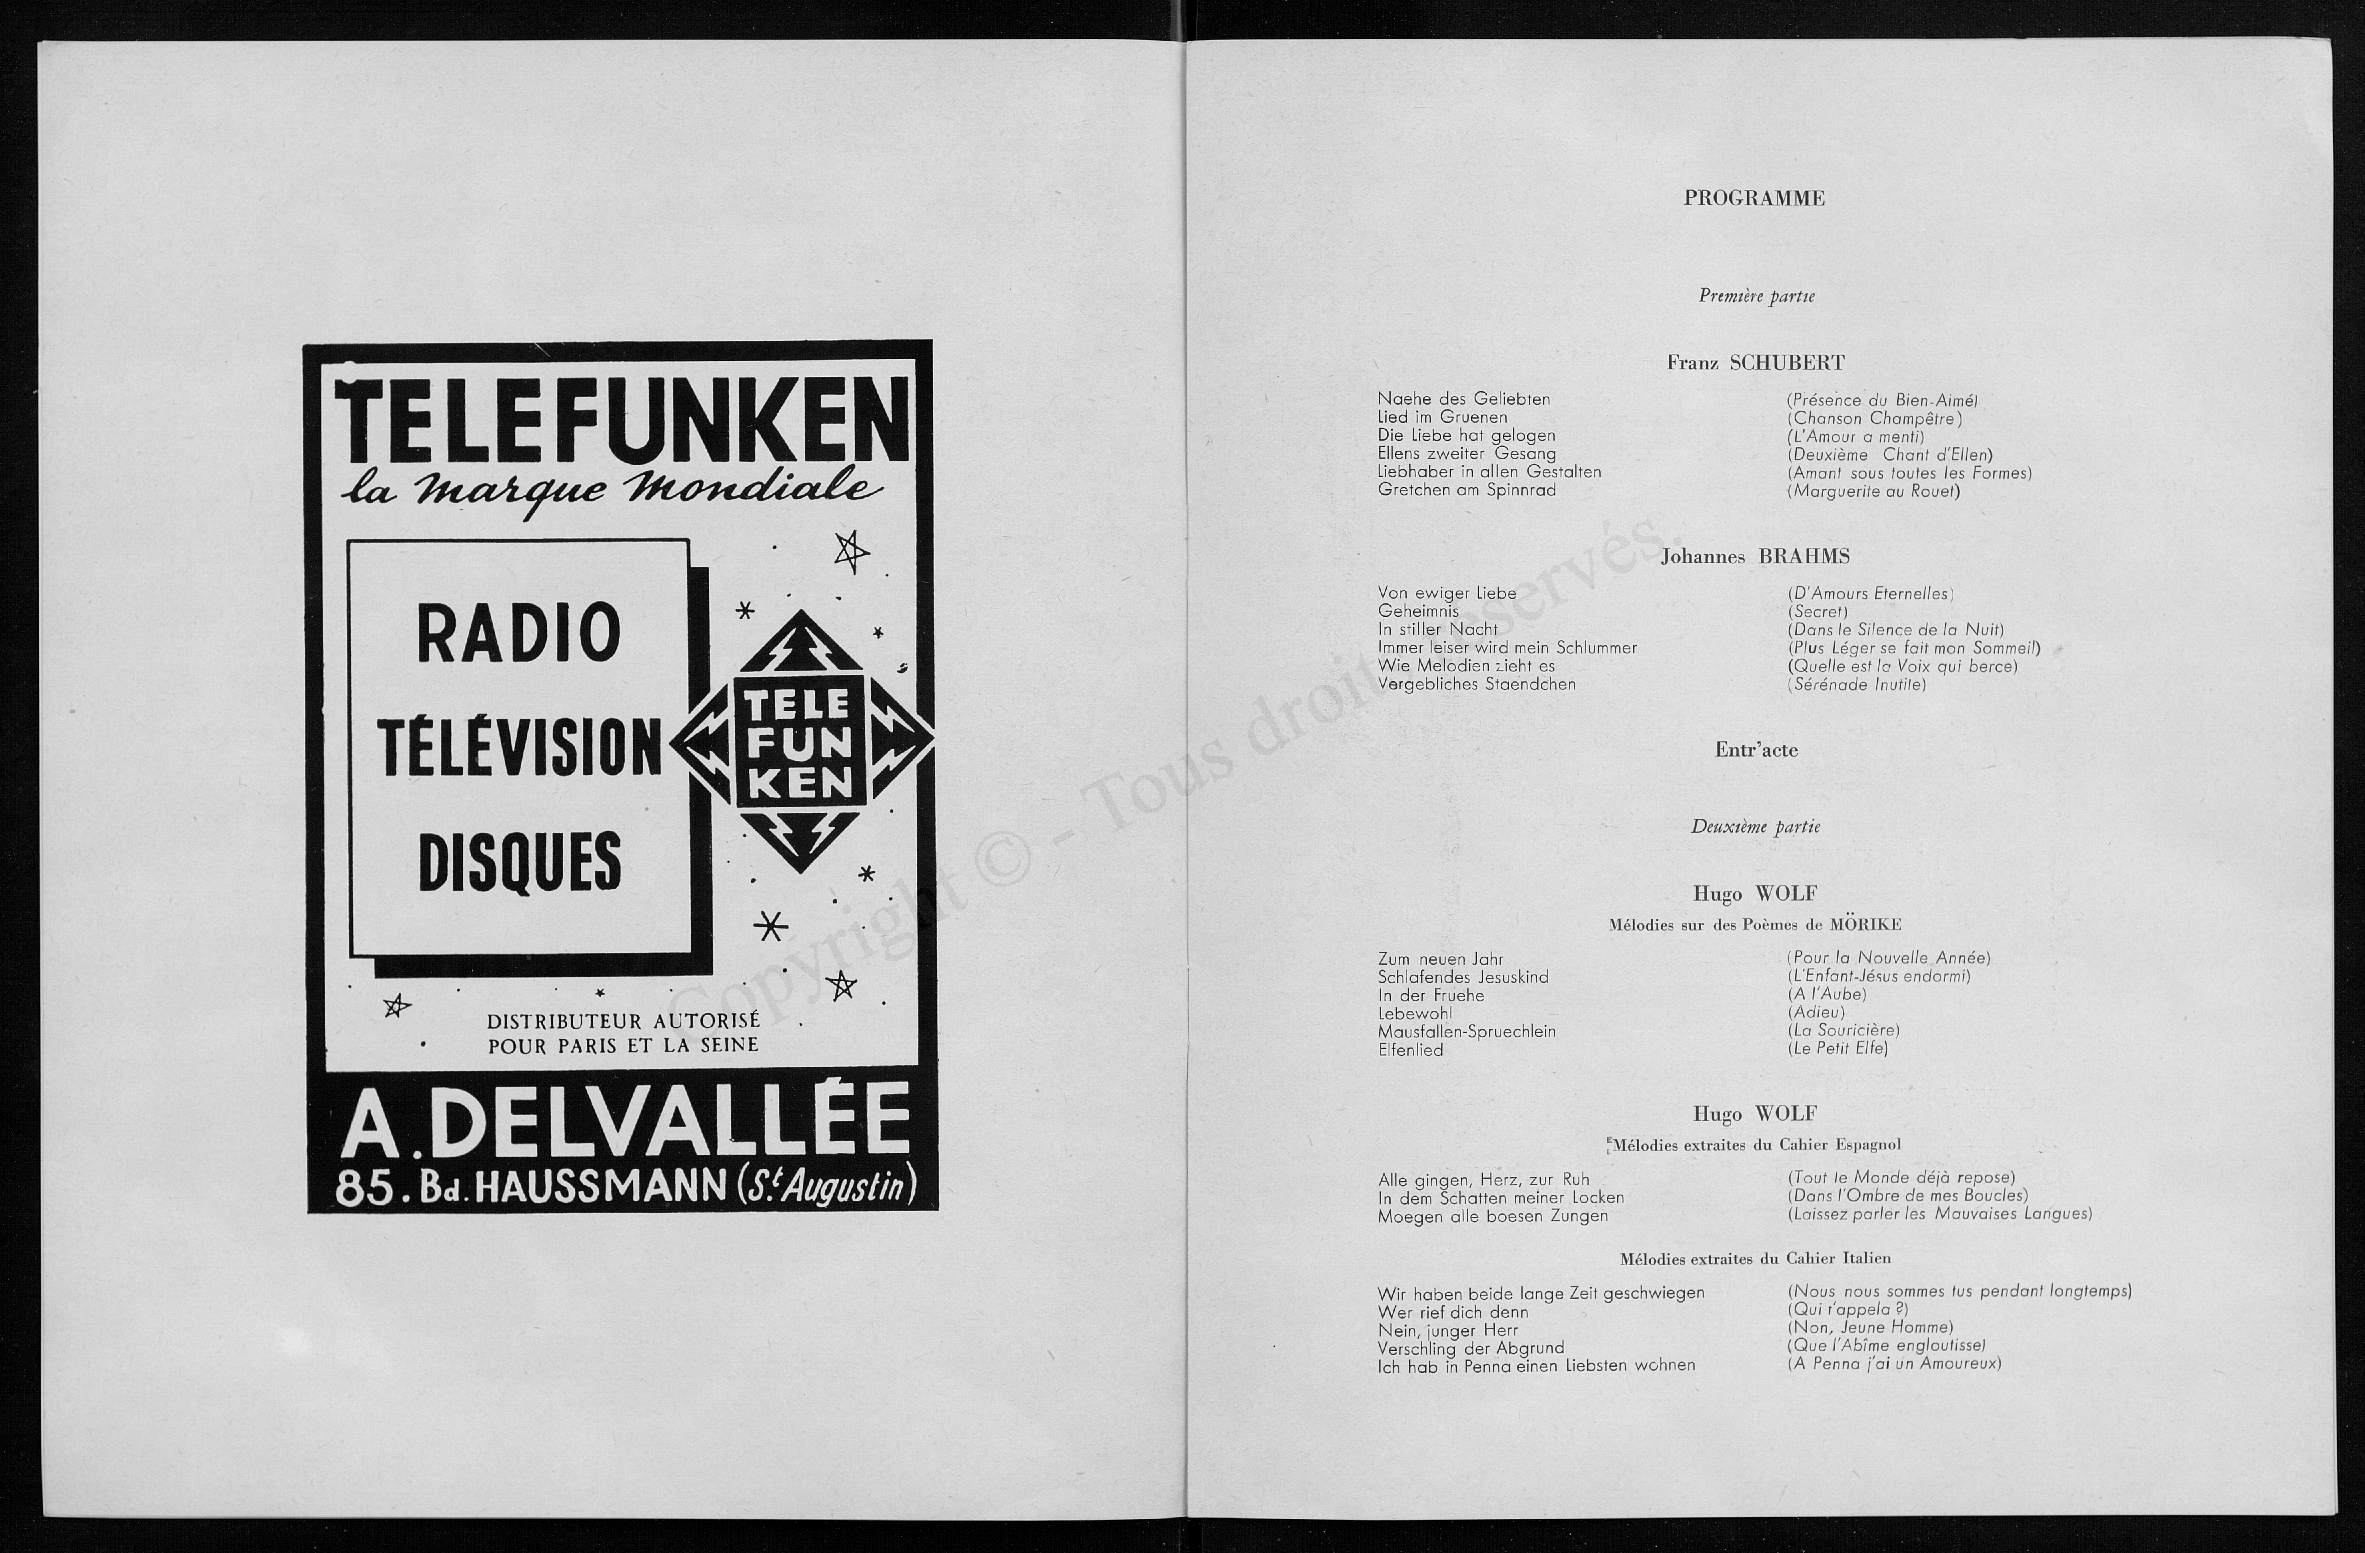 TELEFUNKEN
la marque mondiale
RADIO
TÉLÉVISION
DISQUES
TELE
FUN
KEN
DISTRIBUTEUR AUTORISÉ
POUR PARIS ET LA SEINE
A. DELVALLÉE
85. Bd. HAUSSMANN (St Augustin)
PROGRAMME
Première partie
Franz SCHUBERT
Naehe des Geliebten (Présence du Bien-Aimé)
Lied im Gruenen (Chanson Champêtre)
Die Liebe hat gelogen (L'Amour a menti)
Ellens zweiter Gesang (Deuxième Chant d'Ellen)
Liebhaber in allen Gestalten (Amant sous toutes les Formes)
Gretchen am Spinnrad (Marguerite au Rouet)
Johannes BRAHMS
Von ewiger Liebe (D'Amours Eternelles)
Geheimnis (Secret)
In stiller Nacht (Dans le Silence de la Nuit)
Immer leiser wird mein Schlummer (Plus Léger se fait mon Sommeil)
Wie Melodien zieht es (Quelle est la Voix qui berce)
Vergebliches Staendchen (Sérénade Inutile)
Entr'acte
Deuxième partie
Hugo WOLF
Mélodies sur des Poèmes de MÖRIKE
Zum neuen Jahr (Pour la Nouvelle Année)
Schlafendes Jesuskind (L'Enfant-Jésus endormi)
In der Fruehe (A l'Aube)
Lebewohl (Adieu)
Mausfallen-Spruechlein (La Souricière)
Elfenlied (Le Petit Elfe)
Hugo WOLF
Mélodies extraites du Cahier Espagnol
Alle gingen, Herz, zur Ruh (Tout le Monde déjà repose)
In dem Schatten meiner Locken (Dans l'Ombre de mes Boucles)
Moegen alle boesen Zungen (Laissez parler les Mauvaises Langues)
Mélodies extraites du Cahier Italien
Wir haben beide lange Zeit geschwiegen (Nous nous sommes tus pendant longtemps)
Wer rief dich denn (Qui t'appela ?)
Nein, junger Herr (Non, Jeune Homme)
Verschling der Abgrund (Que l'Abîme engloutisse)
Ich hab in Penna einen Liebsten wohnen (A Penna j'ai un Amoureux)
Copyright © - Tous droits réservés.